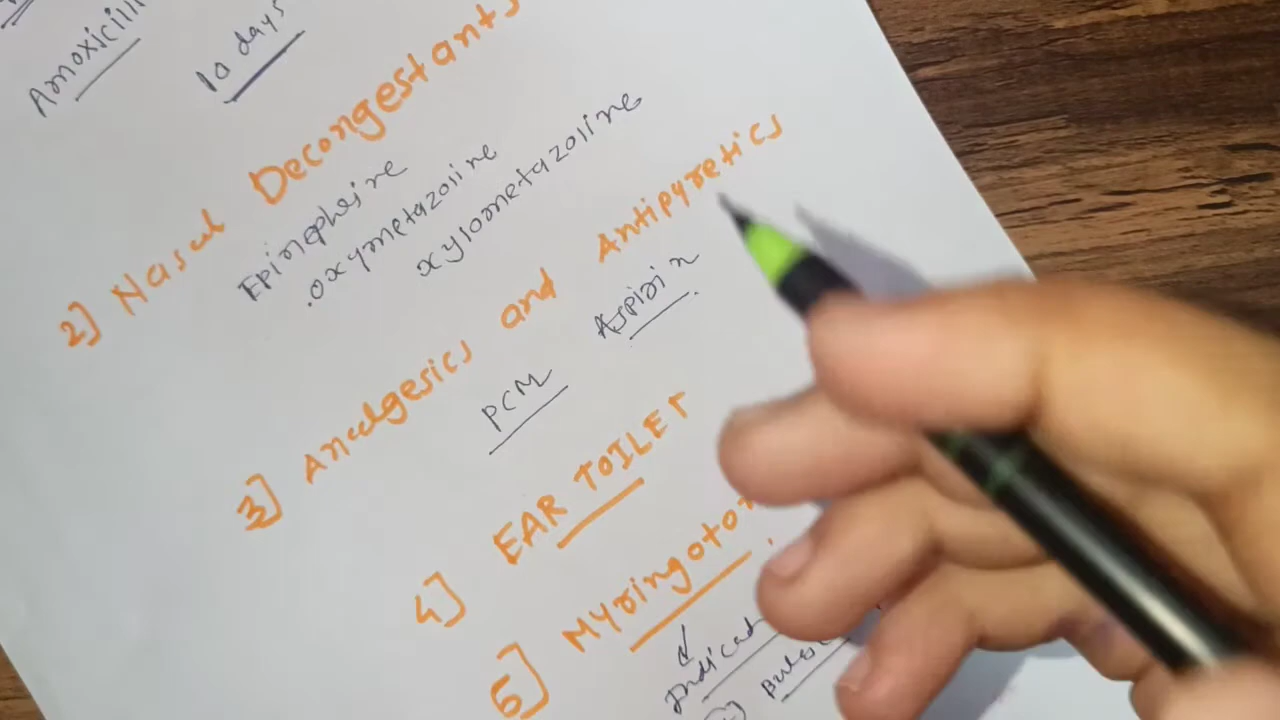 Amoxicilli
10 days
2] Nasal Decongestants
Epinepheine
.oxymetazoline
xylometazoline
3] Analgesics and Antipyretics
PCM Aspirin
4] EAR TOILET
5] Myringoto
Indicat